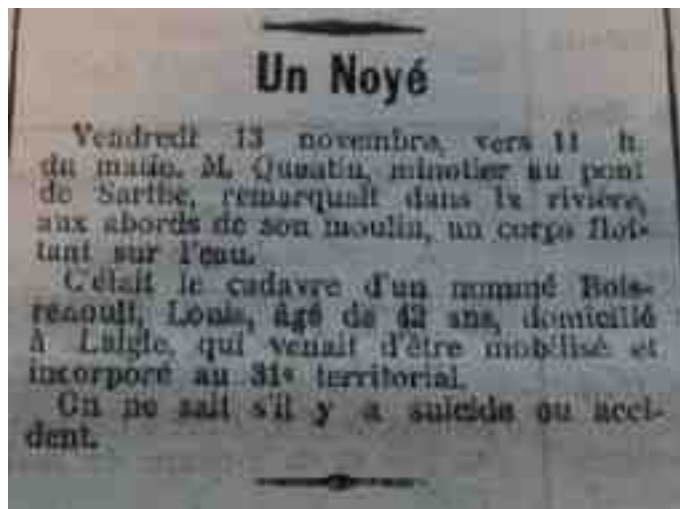 Un Noyé
Vendredi 13 novembre, vers 11 h.
du matin, M. Quentin, minotier au pont
de Sarthe, remarquait dans la rivière,
aux abords de son moulin, un corps flot-
tant sur l'eau.
C'était le cadavre d'un nommé Bois-
renoult, Louis, âgé de 42 ans, domicilié
à Laigle, qui venait d'être mobilisé et
incorporé au 31e territorial.
On ne sait s'il y a suicide ou acci-
dent.